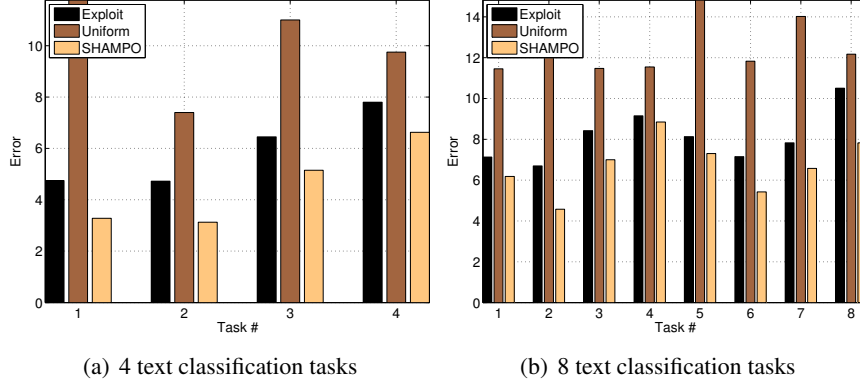 Exploit
Uniform
SHAMPO
10
8
6
4
2
0
Error
1 2 3 4
Task #
(a) 4 text classification tasks
Exploit
Uniform
SHAMPO
14
12
10
8
6
4
2
0
Error
1 2 3 4 5 6 7 8
Task #
(b) 8 text classification tasks